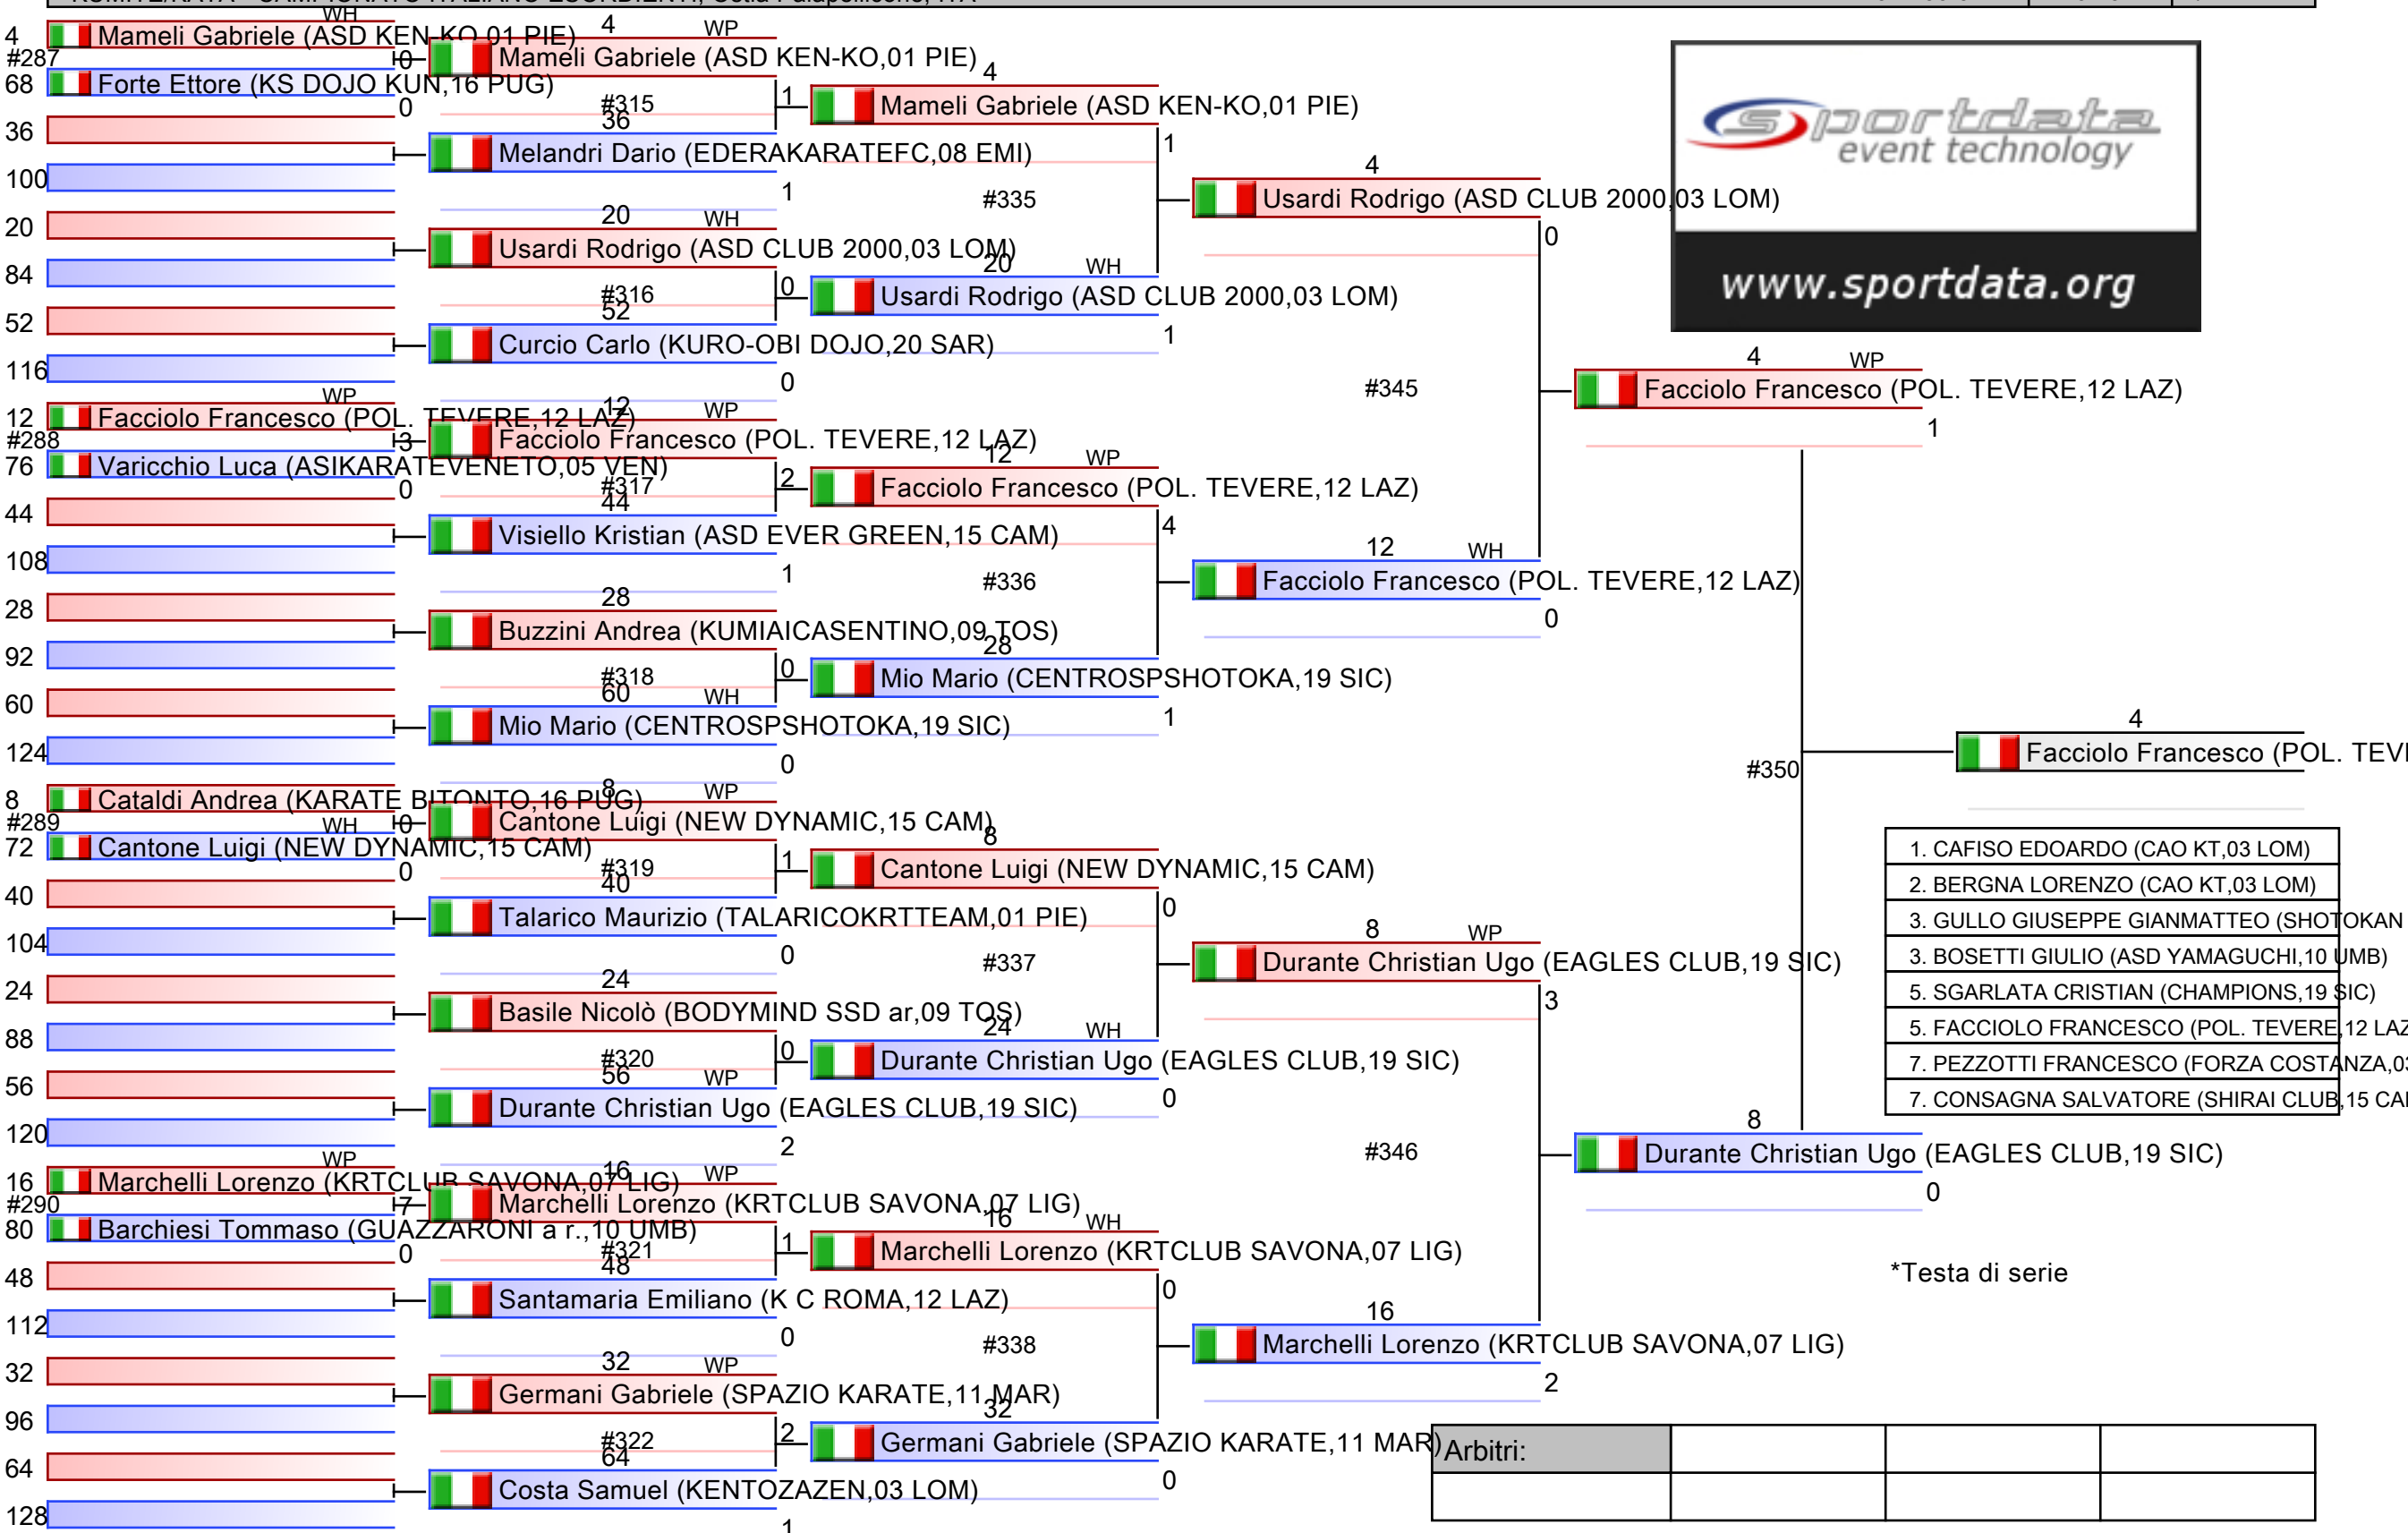 4 Mameli Gabriele (ASD KEN-KO,01 PIE) WH 0
#287
68 Forte Ettore (KS DOJO KUN,16 PUG) 0
36
100
20
84
52
116
12 Facciolo Francesco (POL. TEVERE,12 LAZ) WP 3
#288
76 Varicchio Luca (ASIKARATEVENETO,05 VEN) 0
44
108
28
92
60
124
8 Cataldi Andrea (KARATE BITONTO,16 PUG) 0
#289
72 Cantone Luigi (NEW DYNAMIC,15 CAM) WH 0
40
104
24
88
56
120
16 Marchelli Lorenzo (KRTCLUB SAVONA,07 LIG) WP 7
#290
80 Barchiesi Tommaso (GUAZZARONI a r.,10 UMB) 0
48
112
32
96
64
128
4 WP
Mameli Gabriele (ASD KEN-KO,01 PIE) 1
#315
36
Melandri Dario (EDERAKARATEFC,08 EMI) 1
20 WH
Usardi Rodrigo (ASD CLUB 2000,03 LOM) 0
#316
52
Curcio Carlo (KURO-OBI DOJO,20 SAR) 0
12 WP
Facciolo Francesco (POL. TEVERE,12 LAZ) 2
#317
44
Visiello Kristian (ASD EVER GREEN,15 CAM) 1
28
Buzzini Andrea (KUMIAICASENTINO,09 TOS) 0
#318
60 WH
Mio Mario (CENTROSPSHOTOKA,19 SIC) 0
8 WP
Cantone Luigi (NEW DYNAMIC,15 CAM) 1
#319
40
Talarico Maurizio (TALARICOKRTTEAM,01 PIE) 0
24
Basile Nicolò (BODYMIND SSD ar,09 TOS) 0
#320
56 WP
Durante Christian Ugo (EAGLES CLUB,19 SIC) 2
16 WP
Marchelli Lorenzo (KRTCLUB SAVONA,07 LIG) 1
#321
48
Santamaria Emiliano (K C ROMA,12 LAZ) 0
32 WP
Germani Gabriele (SPAZIO KARATE,11 MAR) 2
#322
64
Costa Samuel (KENTOZAZEN,03 LOM) 1
4
Mameli Gabriele (ASD KEN-KO,01 PIE) 1
#335
20 WH
Usardi Rodrigo (ASD CLUB 2000,03 LOM) 1
12 WP
Facciolo Francesco (POL. TEVERE,12 LAZ) 4
#336
28
Mio Mario (CENTROSPSHOTOKA,19 SIC) 1
8
Cantone Luigi (NEW DYNAMIC,15 CAM) 0
#337
24 WH
Durante Christian Ugo (EAGLES CLUB,19 SIC) 0
16 WH
Marchelli Lorenzo (KRTCLUB SAVONA,07 LIG) 0
#338
32
Germani Gabriele (SPAZIO KARATE,11 MAR) 0
4
Usardi Rodrigo (ASD CLUB 2000,03 LOM) 0
#345
12 WH
Facciolo Francesco (POL. TEVERE,12 LAZ) 0
8 WP
Durante Christian Ugo (EAGLES CLUB,19 SIC) 3
#346
16
Marchelli Lorenzo (KRTCLUB SAVONA,07 LIG) 2
sportdata
event technology
www.sportdata.org
4 WP
Facciolo Francesco (POL. TEVERE,12 LAZ) 1
#350
8
Durante Christian Ugo (EAGLES CLUB,19 SIC) 0
4
Facciolo Francesco (POL.
1. CAFISO EDOARDO (CAO KT,03 LOM)
2. BERGNA LORENZO (CAO KT,03 LOM)
3. GULLO GIUSEPPE GIANMATTEO (SHOTOKAN
3. BOSETTI GIULIO (ASD YAMAGUCHI,10 UMB)
5. SGARLATA CRISTIAN (CHAMPIONS,19 SIC)
5. FACCIOLO FRANCESCO (POL. TEVERE,12 LAZ
7. PEZZOTTI FRANCESCO (FORZA COSTANZA,03
7. CONSAGNA SALVATORE (SHIRAI CLUB,15 CA
*Testa di serie
Arbitri: